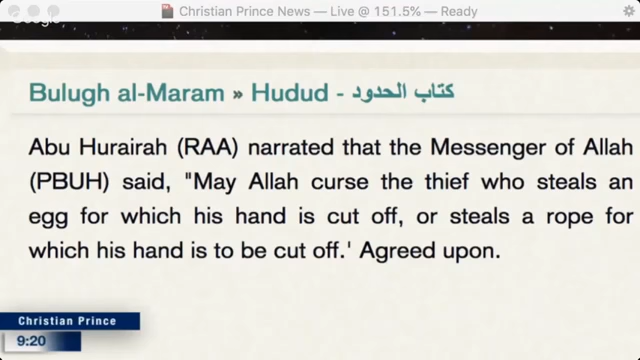 Christian Prince News — Live @ 151.5% — Ready
Bulugh al-Maram » Hudud - كتاب الحدود
Abu Hurairah (RAA) narrated that the Messenger of Allah
(PBUH) said, "May Allah curse the thief who steals an
egg for which his hand is cut off, or steals a rope for
which his hand is to be cut off.' Agreed upon.
Christian Prince
9:20